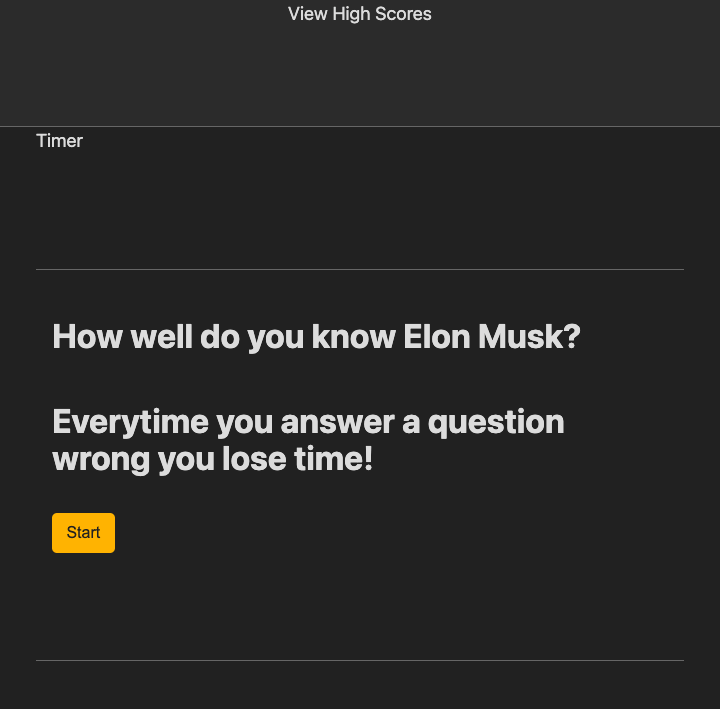 View High Scores
Timer
How well do you know Elon Musk?
Everytime you answer a question
wrong you lose time!
Start